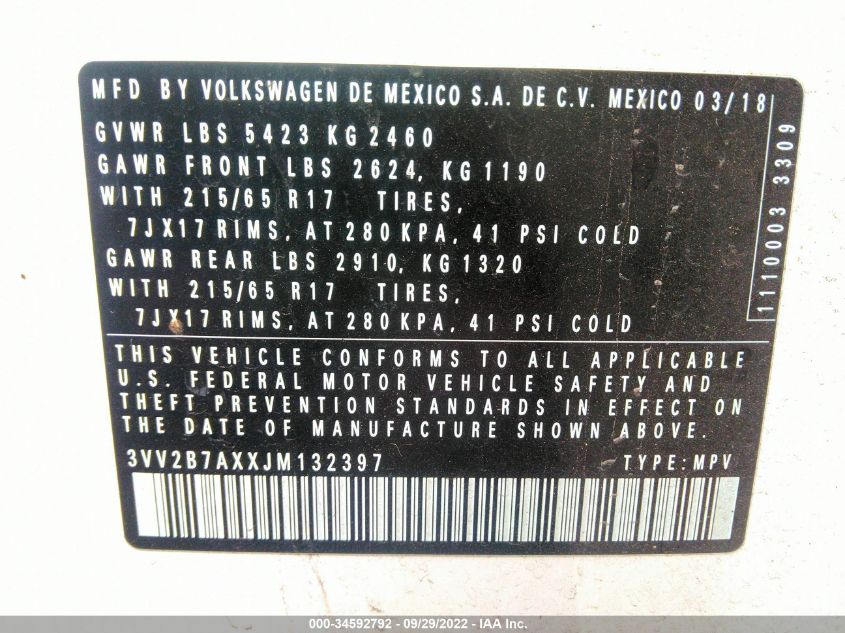 MFD BY VOLKSWAGEN DE MEXICO S.A. DE C.V. MEXICO 03/18
GVWR LBS 5423 KG 2460
GAWR FRONT LBS 2624, KG 1190
WITH 215/65 R17 TIRES,
7JX17 RIMS, AT 280 KPA, 41 PSI COLD
GAWR REAR LBS 2910, KG 1320
WITH 215/65 R17 TIRES,
7JX17 RIMS, AT 280 KPA, 41 PSI COLD
1110003 3309
THIS VEHICLE CONFORMS TO ALL APPLICABLE
U.S. FEDERAL MOTOR VEHICLE SAFETY AND
THEFT PREVENTION STANDARDS IN EFFECT ON
THE DATE OF MANUFACTURE SHOWN ABOVE.
3VV2B7AXXJM132397 TYPE: MPV
000-34592792 - 09/29/2022 - IAA Inc.